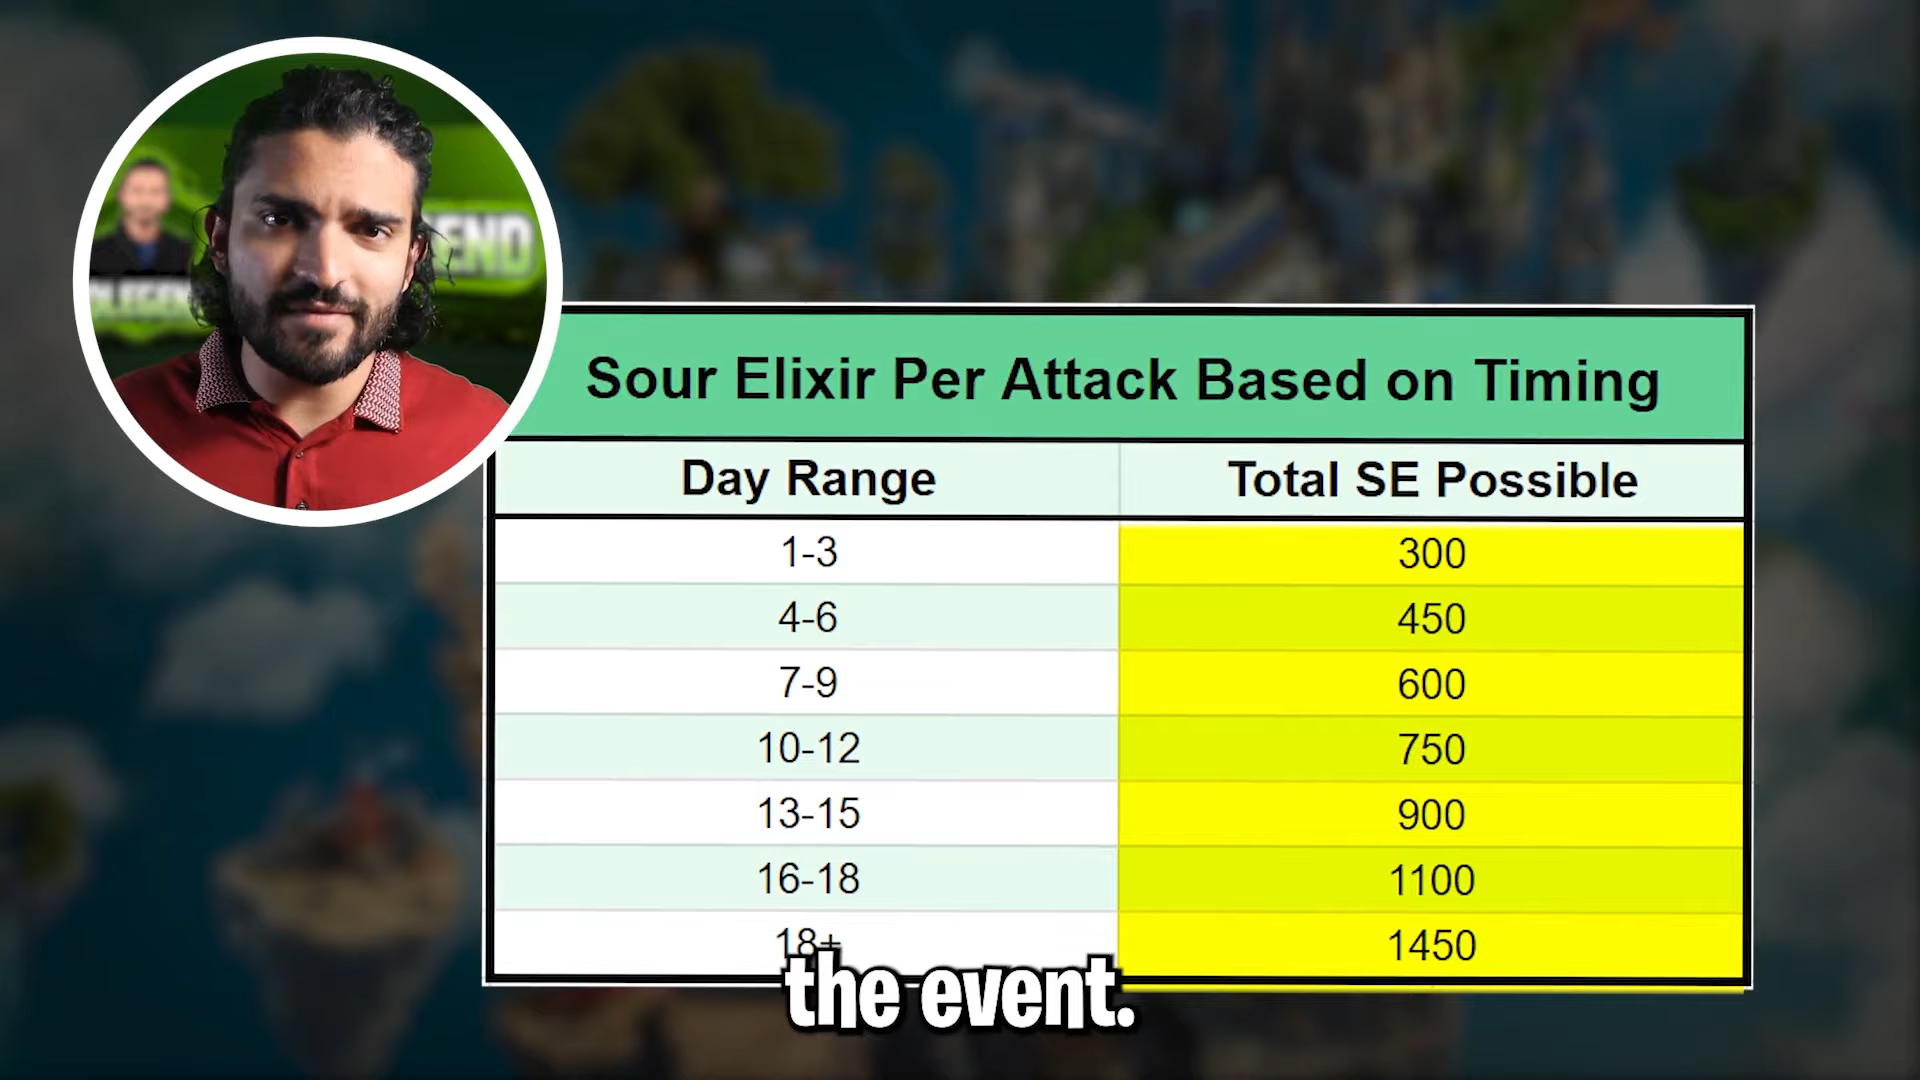 END
Sour Elixir Per Attack Based on Timing
Day Range Total SE Possible
1-3 300
4-6 450
7-9 600
10-12 750
13-15 900
16-18 1100
18+ 1450
the event.